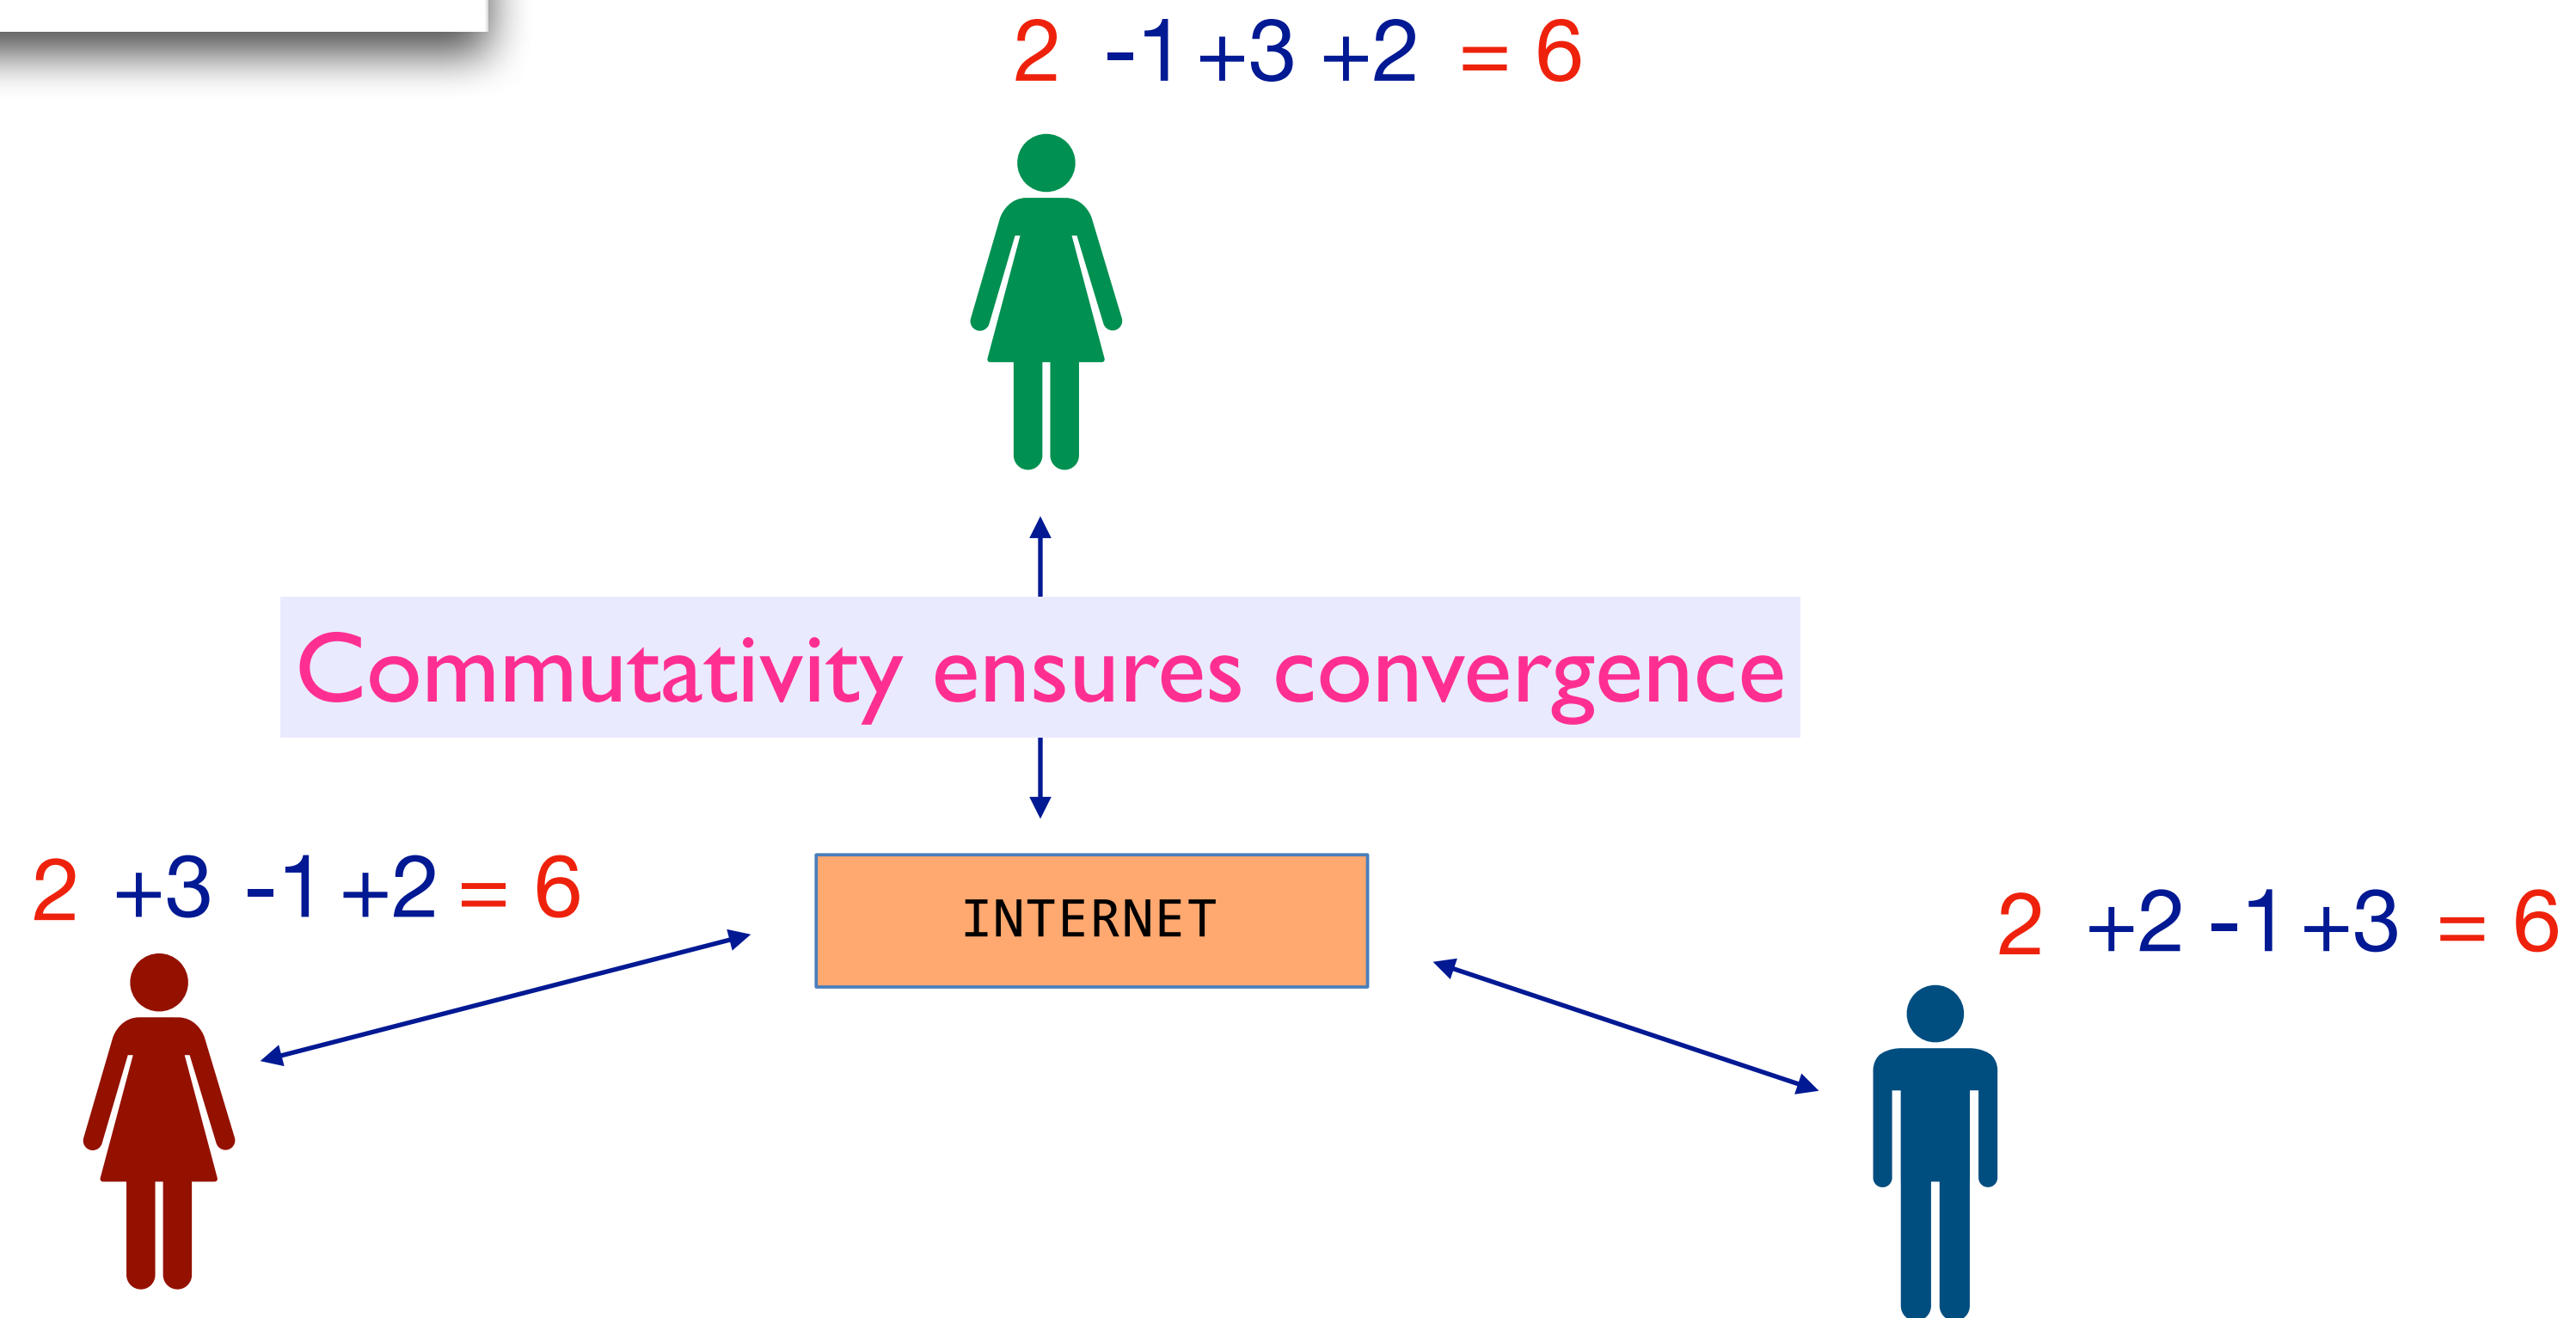 2 -1 +3 +2 = 6
Commutativity ensures convergence
2 +3 -1 +2 = 6
INTERNET
2 +2 -1 +3 = 6